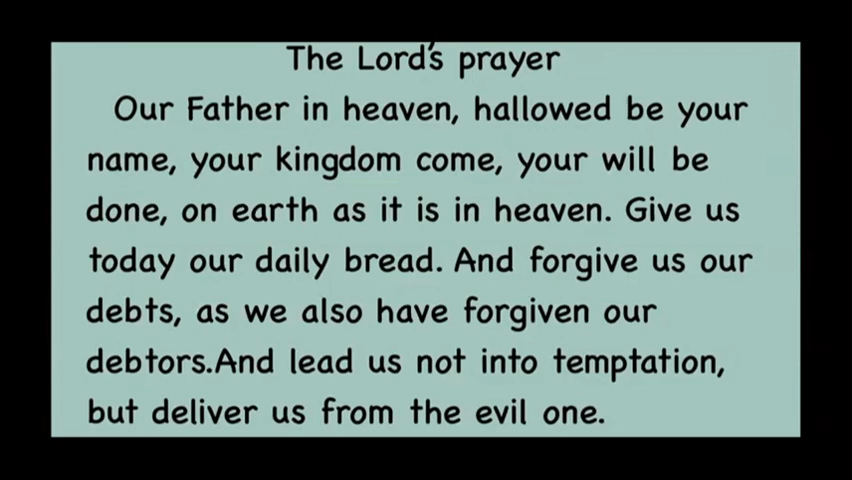 The Lord's prayer
Our Father in heaven, hallowed be your
name, your kingdom come, your will be
done, on earth as it is in heaven. Give us
today our daily bread. And forgive us our
debts, as we also have forgiven our
debtors.And lead us not into temptation,
but deliver us from the evil one.